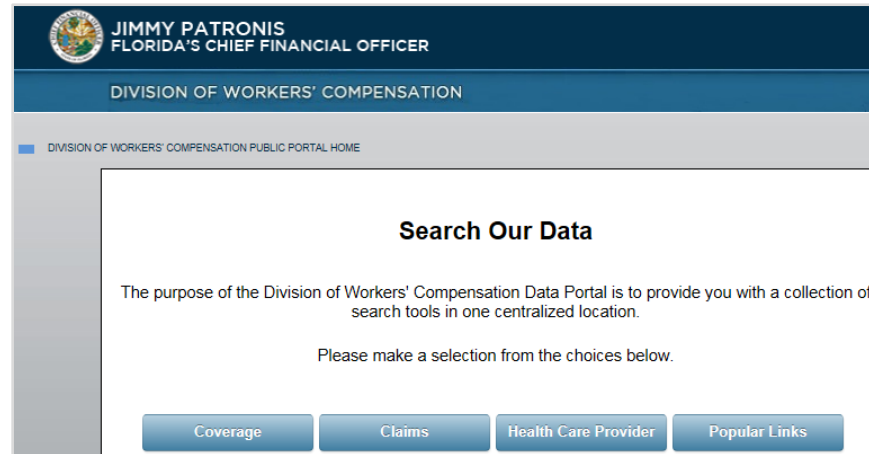 JIMMY PATRONIS
FLORIDA'S CHIEF FINANCIAL OFFICER
DIVISION OF WORKERS' COMPENSATION
DIVISION OF WORKERS' COMPENSATION PUBLIC PORTAL HOME
Search Our Data
The purpose of the Division of Workers' Compensation Data Portal is to provide you with a collection of
search tools in one centralized location.
Please make a selection from the choices below.
Coverage Claims Health Care Provider Popular Links